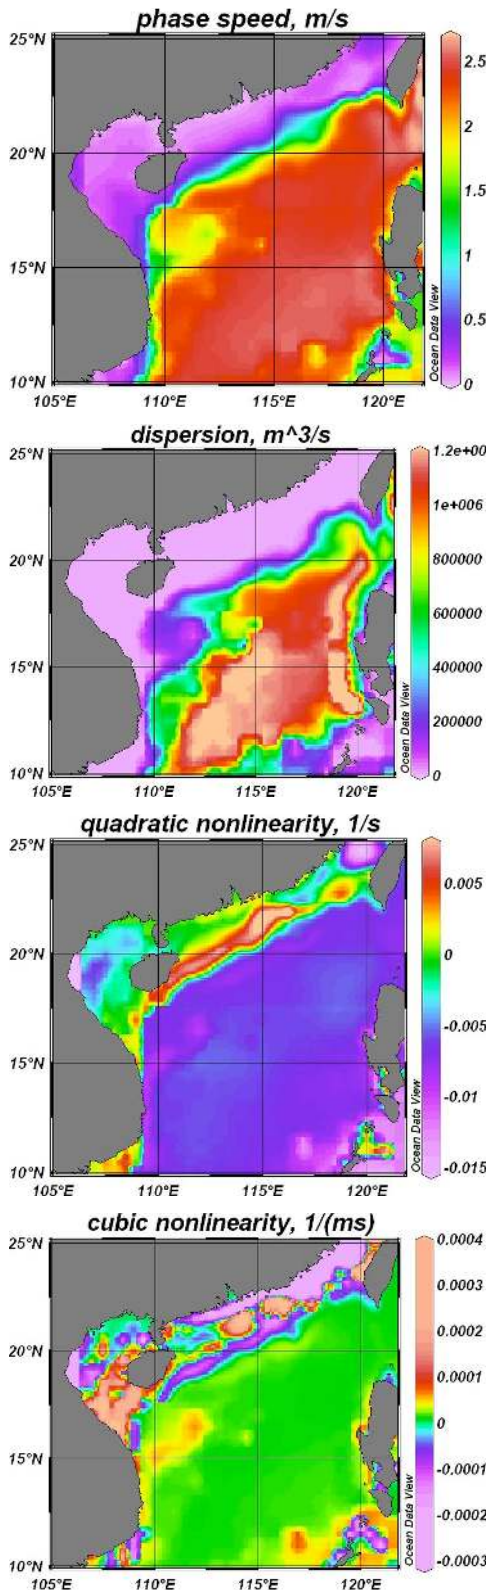 phase speed, m/s
25°N
20°N
15°N
10°N
105°E
110°E
115°E
120°E
2.5
2
1.5
1
0.5
0
Ocean Data View
dispersion, m^3/s
25°N
20°N
15°N
10°N
105°E
110°E
115°E
120°E
1.2e+00
1e+006
800000
600000
400000
200000
0
Ocean Data View
quadratic nonlinearity, 1/s
25°N
20°N
15°N
10°N
105°E
110°E
115°E
120°E
0.005
0
-0.005
-0.01
-0.015
Ocean Data View
cubic nonlinearity, 1/(ms)
25°N
20°N
15°N
10°N
105°E
110°E
115°E
120°E
0.0004
0.0003
0.0002
0.0001
0
-0.0001
-0.0002
-0.0003
Ocean Data View